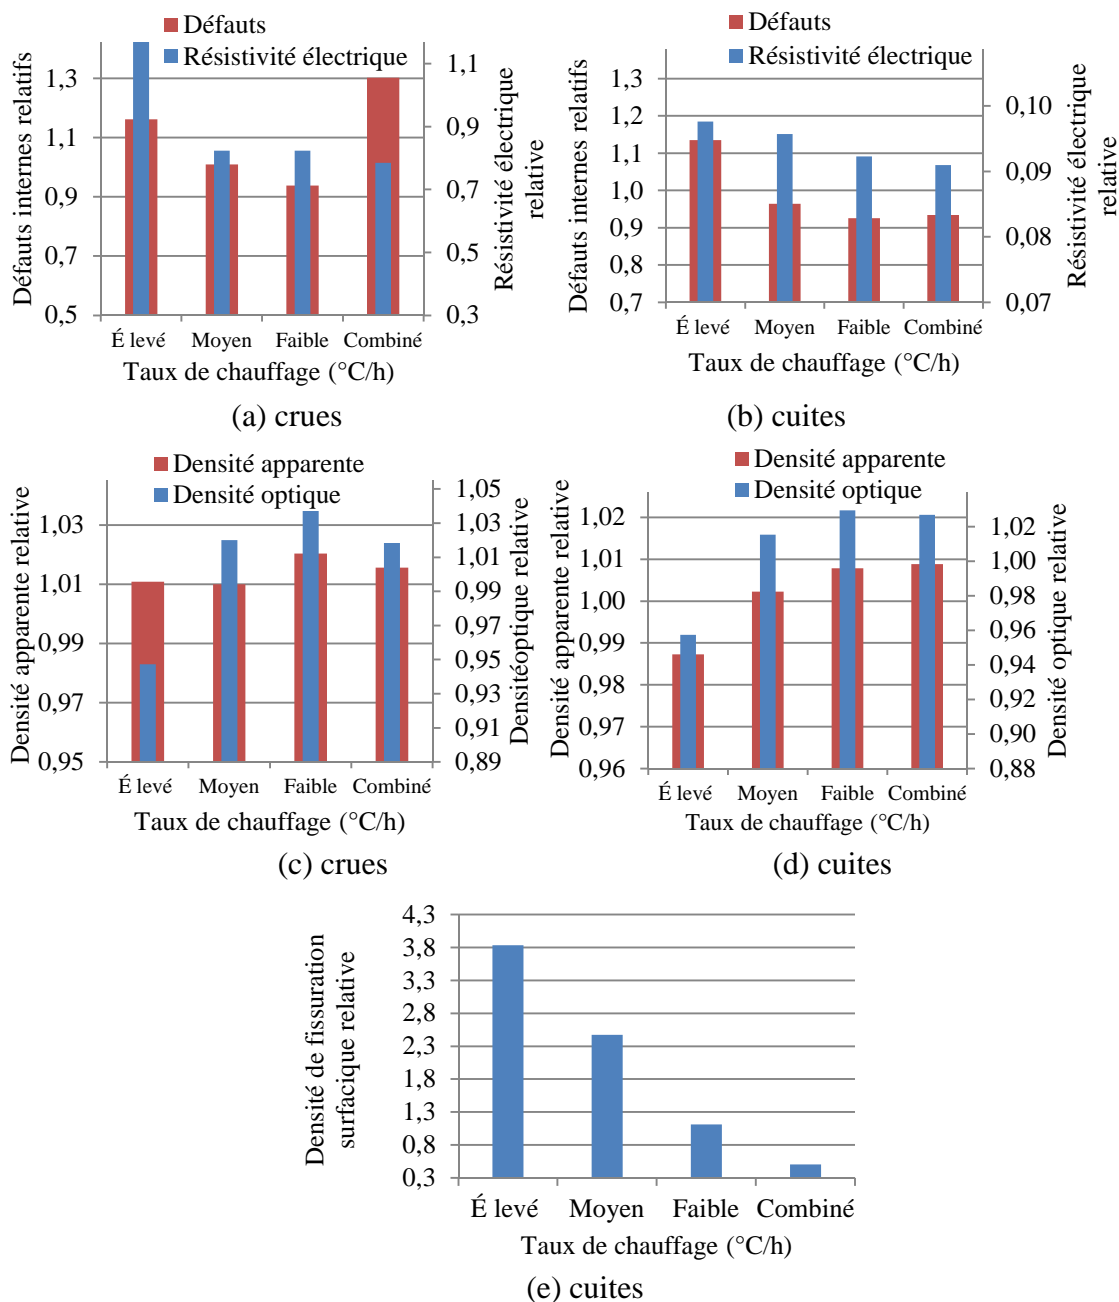 Défauts
Résistivité électrique
Défauts internes relatifs
1.3
1.1
0.9
0.7
0.5
1,1
0,9
0,7
0,5
0,3
Résistivité électrique
relative
É levé Moyen Faible Combiné
Taux de chauffage (°C/h)
(a) crues
Défauts
Résistivité électrique
Défauts internes relatifs
1.3
1.2
1.1
1.0
0.9
0.8
0.7
0,10
0,09
0,08
0,07
Résistivité électrique
relative
É levé Moyen Faible Combiné
Taux de chauffage (°C/h)
(b) cuites
Densité apparente
Densité optique
Densité apparente relative
1,03
1,01
0,99
0,97
0,95
1,05
1,03
1,01
0,99
0,97
0,95
0,93
0,91
0,89
Densitéoptique relative
É levé Moyen Faible Combiné
Taux de chauffage (°C/h)
(c) crues
Densité apparente
Densité optique
Densité apparente relative
1,02
1,01
1,00
0,99
0,98
0,97
0,96
1,02
1,00
0,98
0,96
0,94
0,92
0,90
0,88
Densité optique relative
É levé Moyen Faible Combiné
Taux de chauffage (°C/h)
(d) cuites
Densité de fissuration
surfacique relative
4,3
3,8
3,3
2,8
2,3
1,8
1,3
0,8
0,3
É levé Moyen Faible Combiné
Taux de chauffage (°C/h)
(e) cuites